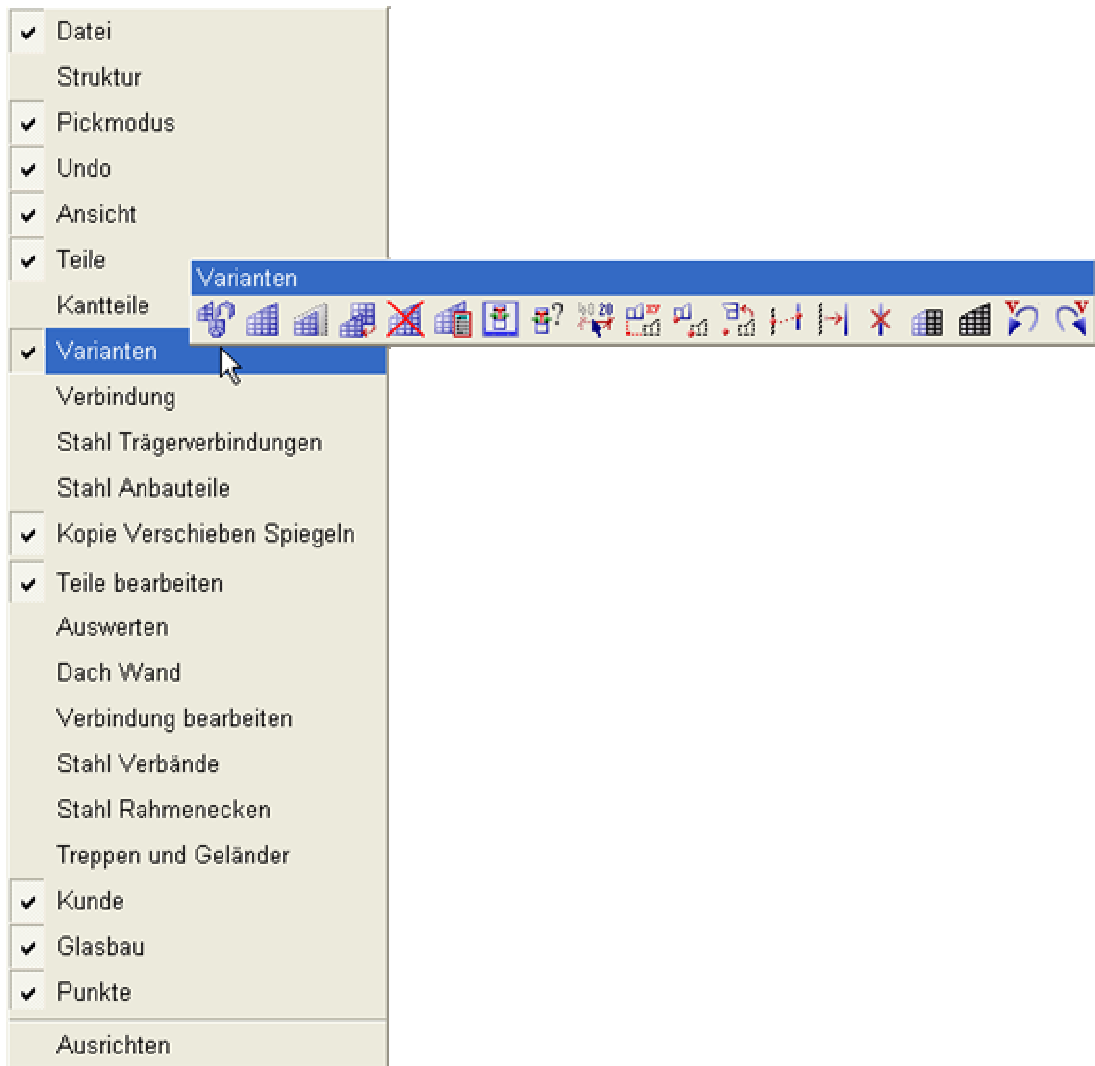 Datei
Struktur
Pickmodus
Undo
Ansicht
Teile
Varianten
Kantteile
Varianten
Verbindung
Stahl Trägerverbindungen
Stahl Anbauteile
Kopie Verschieben Spiegeln
Teile bearbeiten
Auswerten
Dach Wand
Verbindung bearbeiten
Stahl Verbände
Stahl Rahmenecken
Treppen und Geländer
Kunde
Glasbau
Punkte
Ausrichten